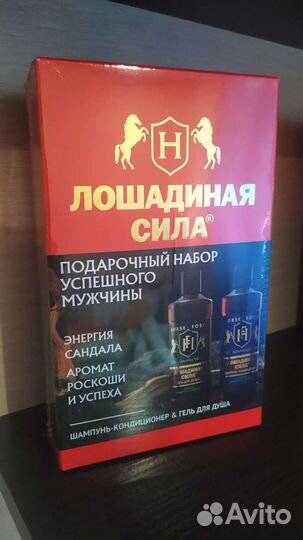 H
ЛОШАДИНАЯ
СИЛА®
ПОДАРОЧНЫЙ НАБОР
УСПЕШНОГО
МУЖЧИНЫ
ЭНЕРГИЯ
САНДАЛА
АРОМАТ
РОСКОШИ
И УСПЕХА
ЛОШАДИНАЯ
СИЛА
ЛОШАДИНАЯ
СИЛА
ШАМПУНЬ-КОНДИЦИОНЕР & ГЕЛЬ ДЛЯ ДУША
Avito